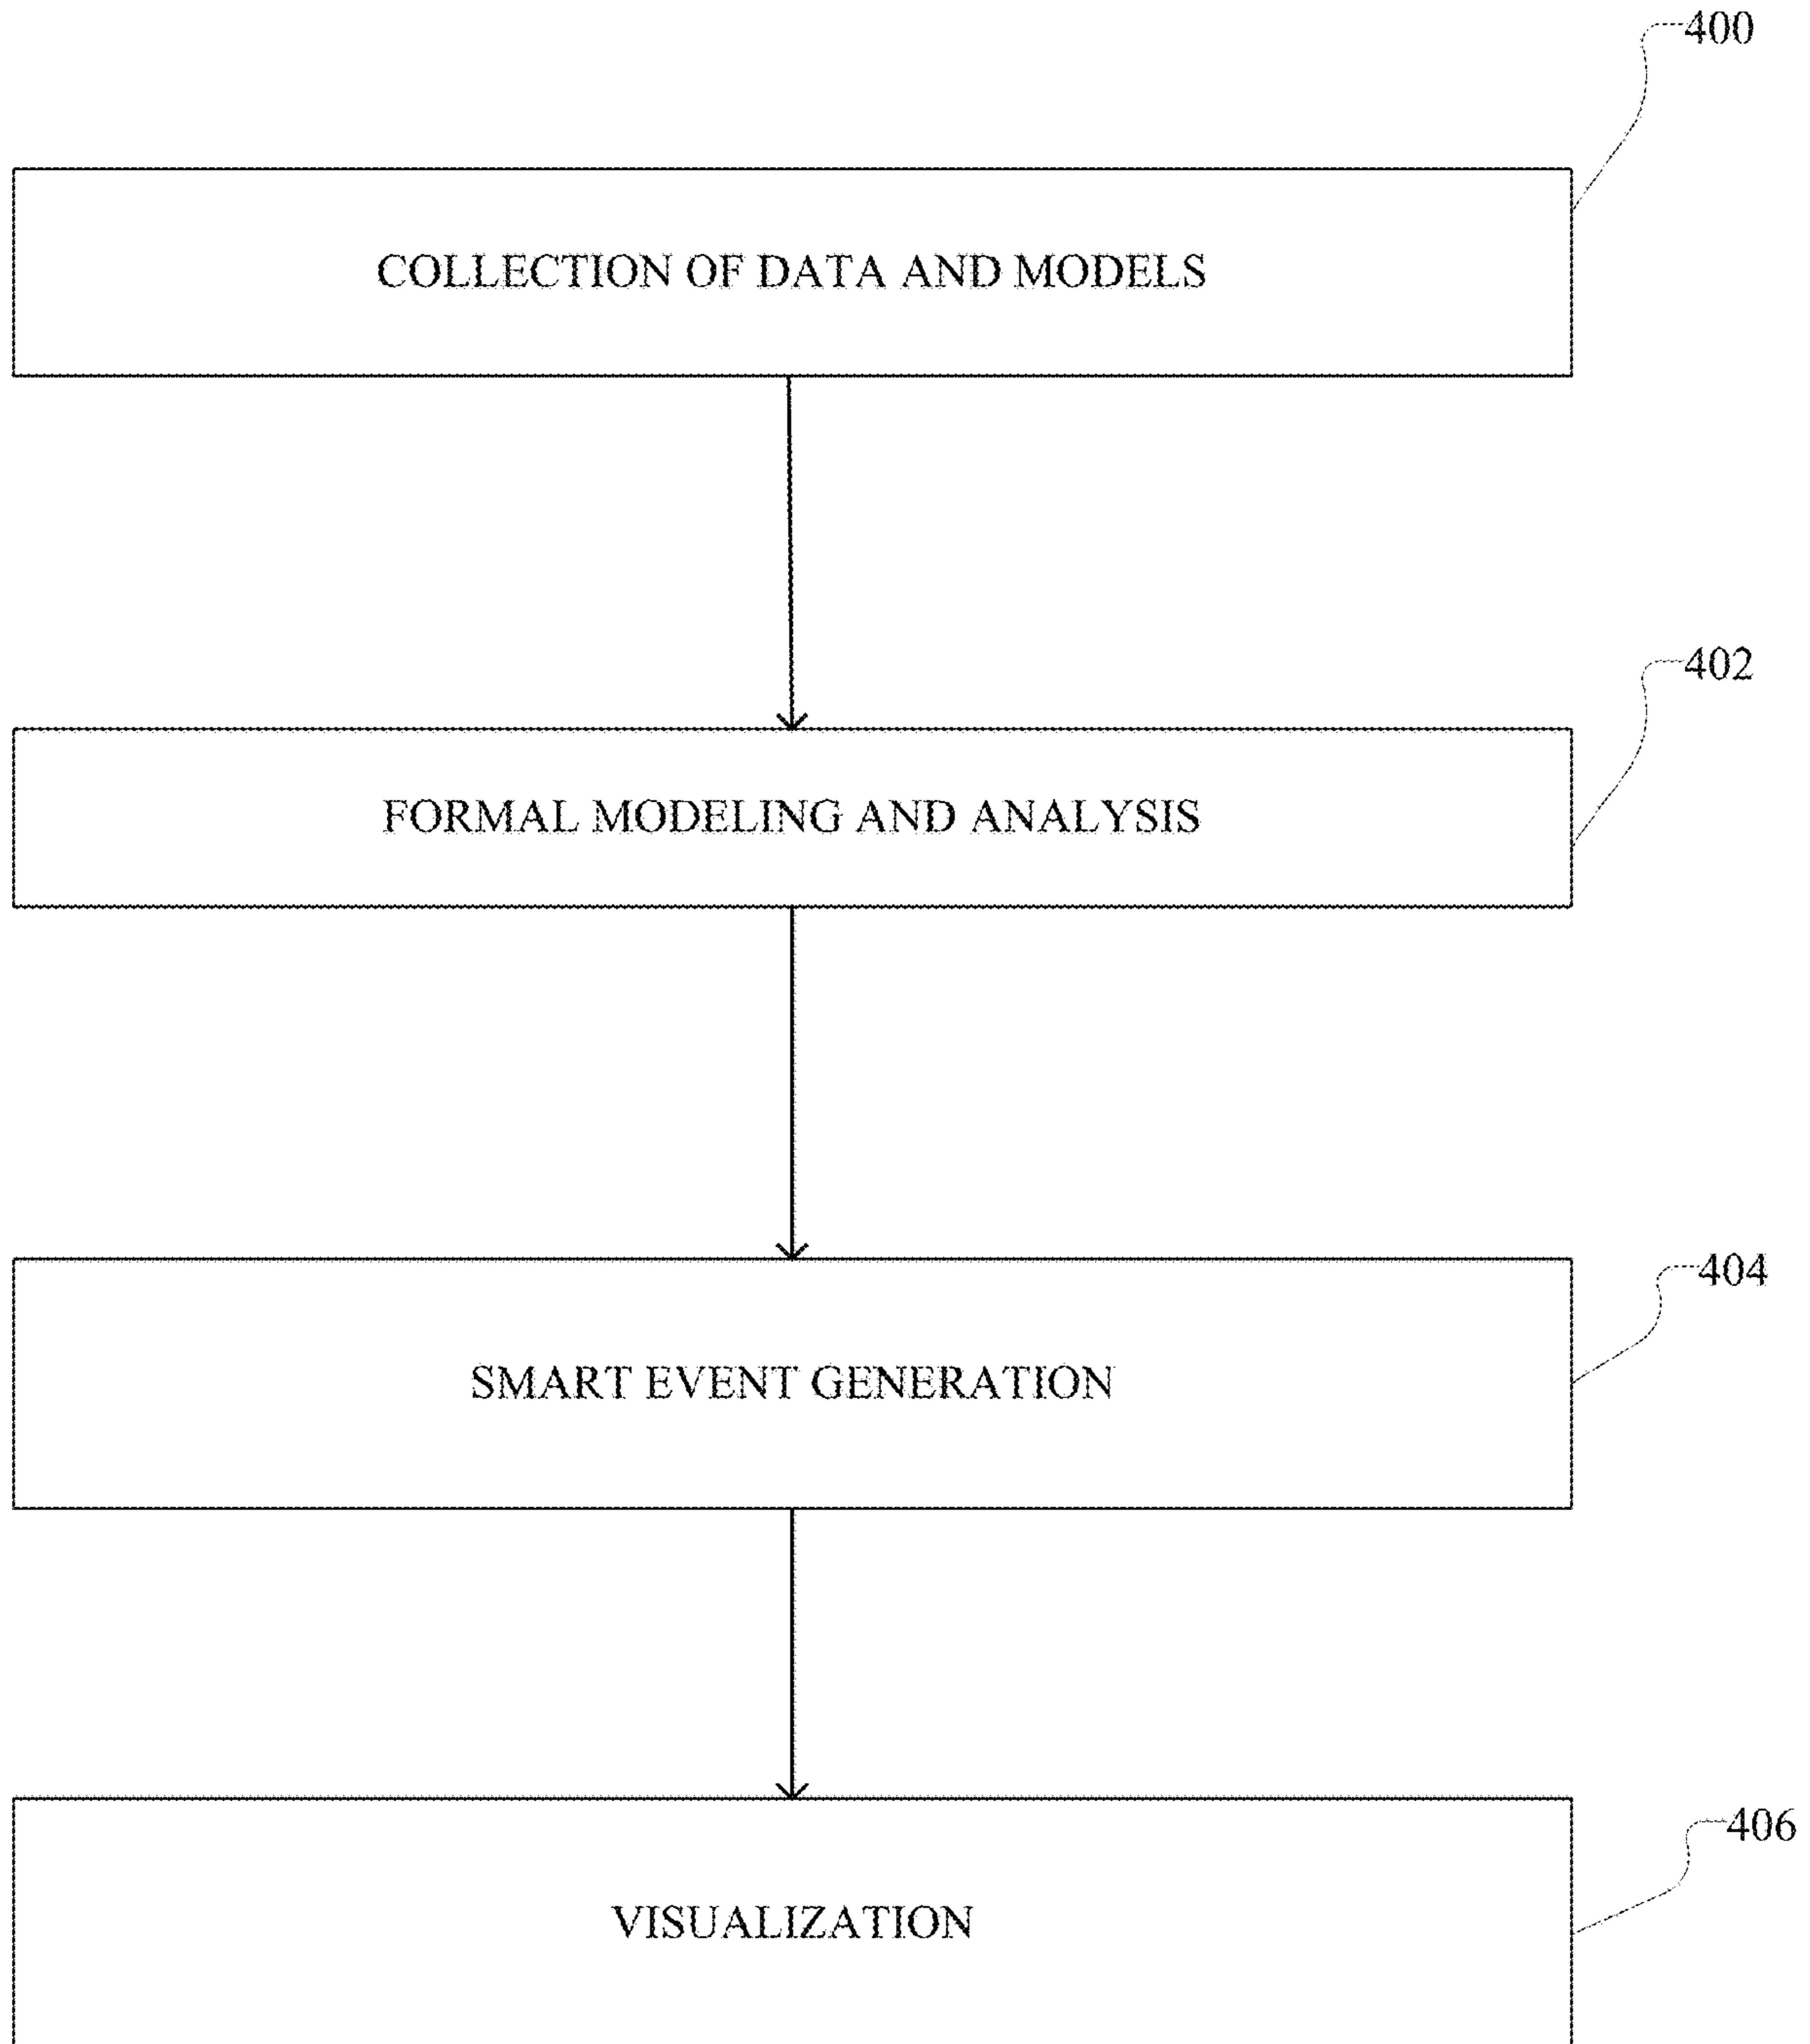 400
COLLECTION OF DATA AND MODELS
402
FORMAL MODELING AND ANALYSIS
404
SMART EVENT GENERATION
406
VISUALIZATION